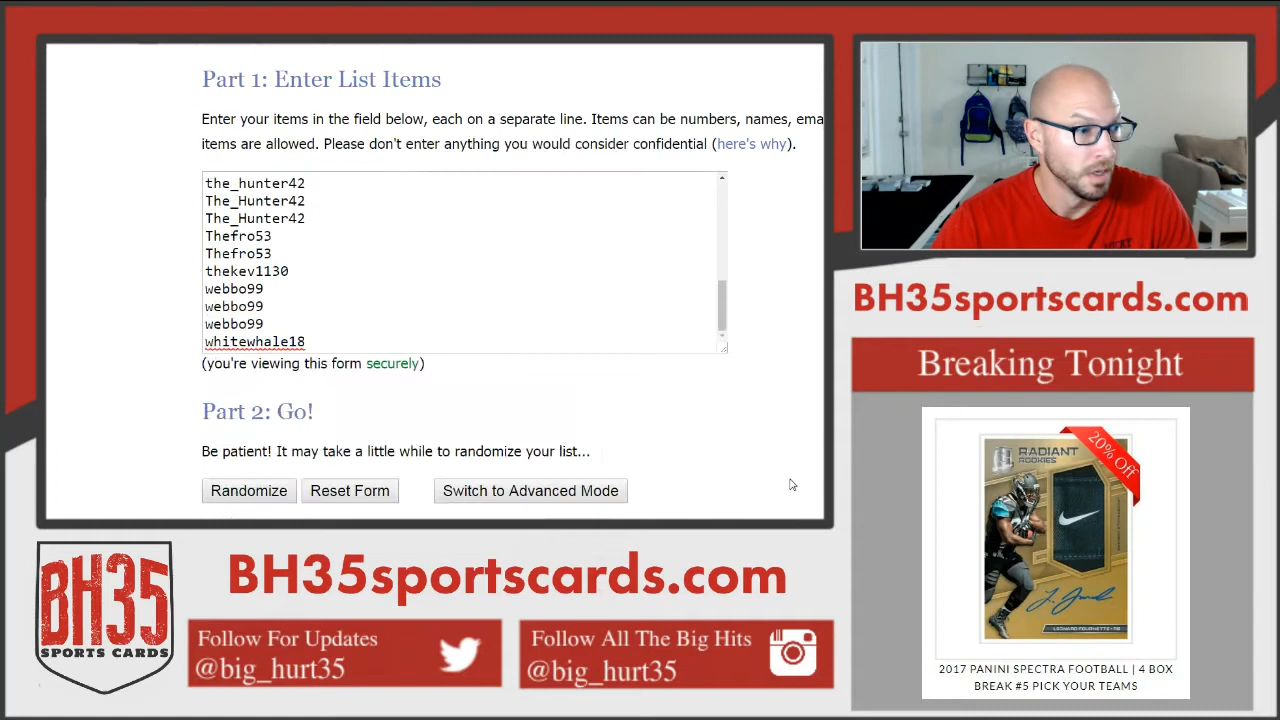 Part 1: Enter List Items
Enter your items in the field below, each on a separate line. Items can be numbers, names, ema
items are allowed. Please don't enter anything you would consider confidential (here's why).
the_hunter42
The_Hunter42
The_Hunter42
Thefro53
Thefro53
thekev1130
webbo99
webbo99
webbo99
whitewhale18
(you're viewing this form securely)
Part 2: Go!
Be patient! It may take a little while to randomize your list...
Randomize
Reset Form
Switch to Advanced Mode
BH35sportscards.com
Breaking Tonight
20% Off
RADIANT
ROOKIES
LEONARD FOURNETTE - RB
2017 PANINI SPECTRA FOOTBALL | 4 BOX
BREAK #5 PICK YOUR TEAMS
BH35
SPORTS CARDS
BH35sportscards.com
Follow For Updates
@big_hurt35
Follow All The Big Hits
@big_hurt35